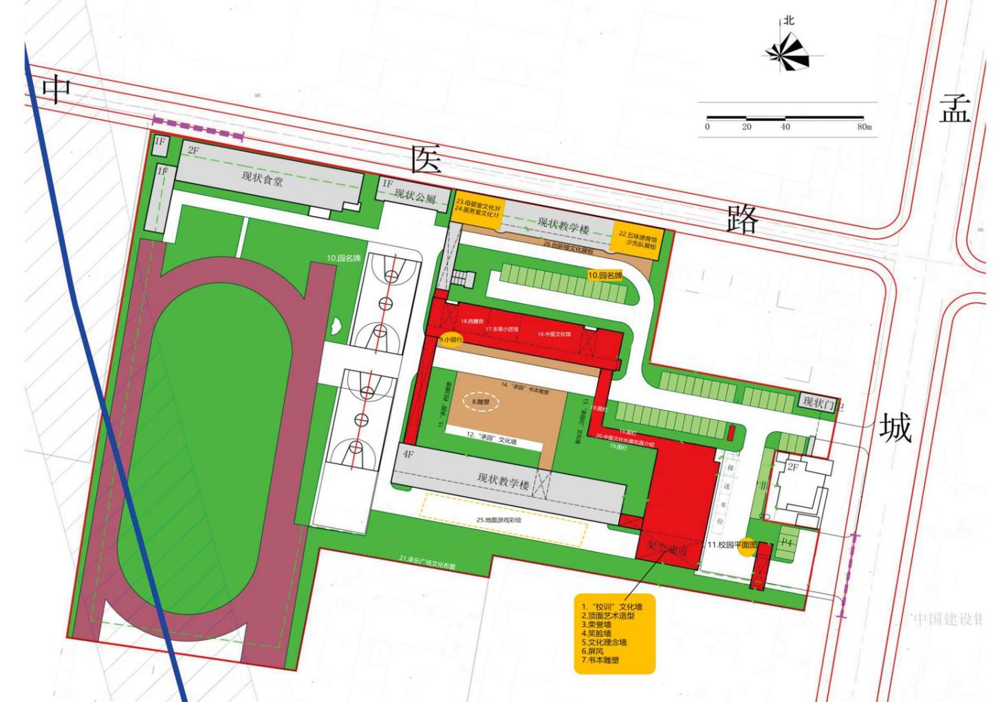 北
0 20 40 80m
中
医
路
孟
城
1F
2F
现状食堂
1F
1F
现状公厕
23.母婴室文化3f
24.医务室文化1f
现状教学楼
22.五味德育馆
少先队展板
26.创新楼文化展板
10.园名牌
10.园名牌
18.药膳房
17.本草小匠馆
16.中医文化馆
9.小银行
14.“承园”书本雕塑
8.雕塑
12.“承园”文化墙
19.围栏
19.围栏
20.中医文化长廊名医介绍
19.围栏
现状门卫
4F
现状教学楼
接
送
车
位
2F
非
P4
25.地面游戏彩绘
架空通道
11.校园平面图
21.承乐广场文化布置
1.“校训”文化墙
2.顶面艺术造型
3.荣誉墙
4.笑脸墙
5.文化理念墙
6.屏风
7.书本雕塑
中国建设银